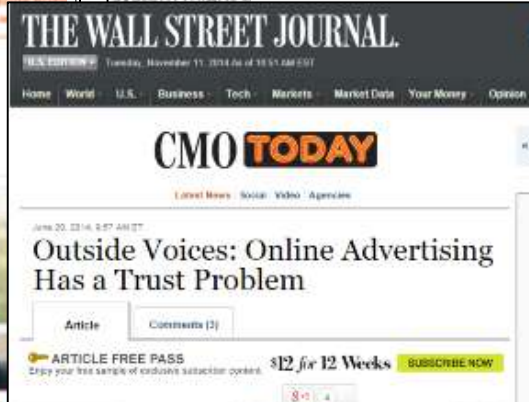 THE WALL STREET JOURNAL.
U.S. EDITION Tuesday, November 11, 2014 As of 10:51 AM EST
Home World U.S. Business Tech Markets Market Data Your Money Opinion
CMO TODAY
Latest News Social Video Agencies
June 20, 2014, 9:57 AM ET
Outside Voices: Online Advertising
Has a Trust Problem
Article Comments (3)
ARTICLE FREE PASS
Enjoy your free sample of exclusive subscriber content.
$12 for 12 Weeks SUBSCRIBE NOW
4